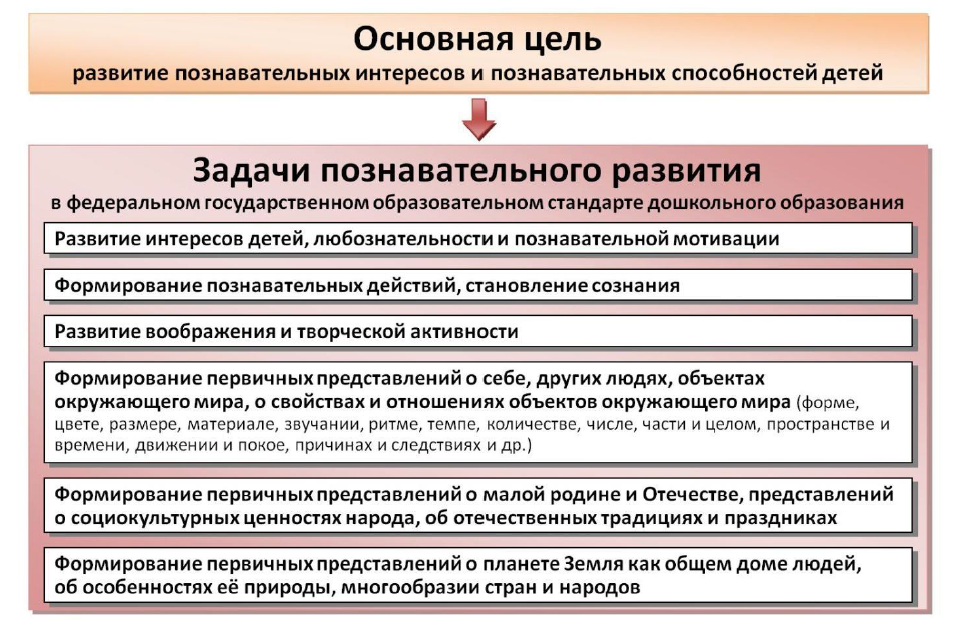 Основная цель
развитие познавательных интересов и познавательных способностей детей
Задачи познавательного развития
в федеральном государственном образовательном стандарте дошкольного образования
Развитие интересов детей, любознательности и познавательной мотивации
Формирование познавательных действий, становление сознания
Развитие воображения и творческой активности
Формирование первичных представлений о себе, других людях, объектах
окружающего мира, о свойствах и отношениях объектов окружающего мира (форме,
цвете, размере, материале, звучании, ритме, темпе, количестве, числе, части и целом, пространстве и
времени, движении и покое, причинах и следствиях и др.)
Формирование первичных представлений о малой родине и Отечестве, представлений
о социокультурных ценностях народа, об отечественных традициях и праздниках
Формирование первичных представлений о планете Земля как общем доме людей,
об особенностях её природы, многообразии стран и народов